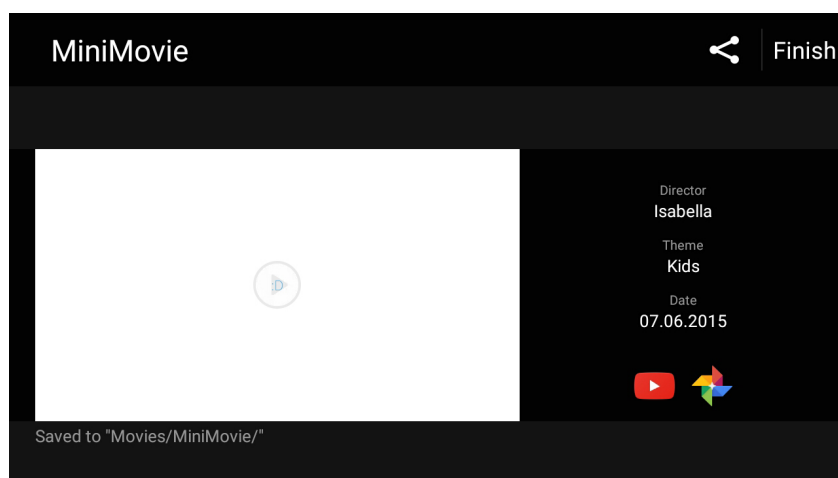 MiniMovie
Finish
:D
Director
Isabella
Theme
Kids
Date
07.06.2015
Saved to "Movies/MiniMovie/"